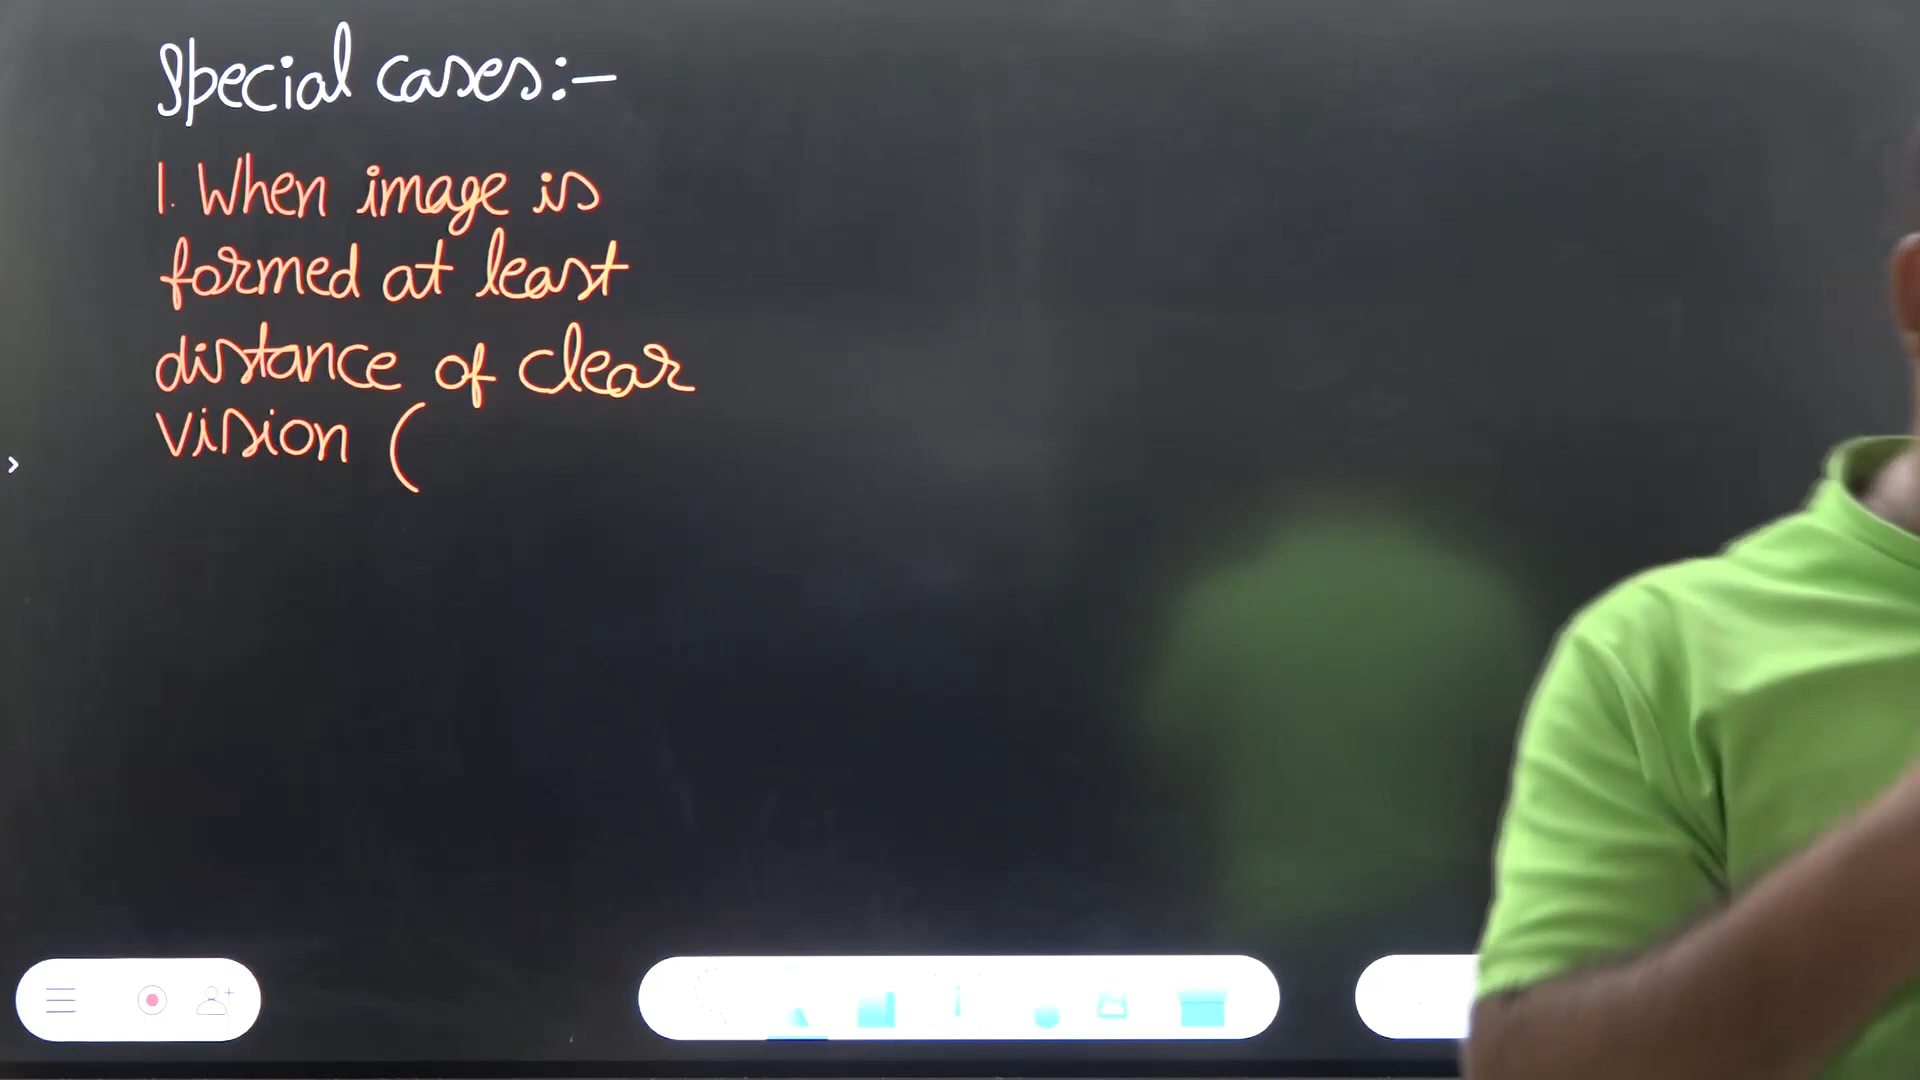 Special cases:-
1. When image is
formed at least
distance of clear
vision (